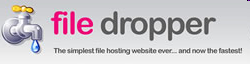 file dropper
The simplest file hosting website ever... and now the fastest!